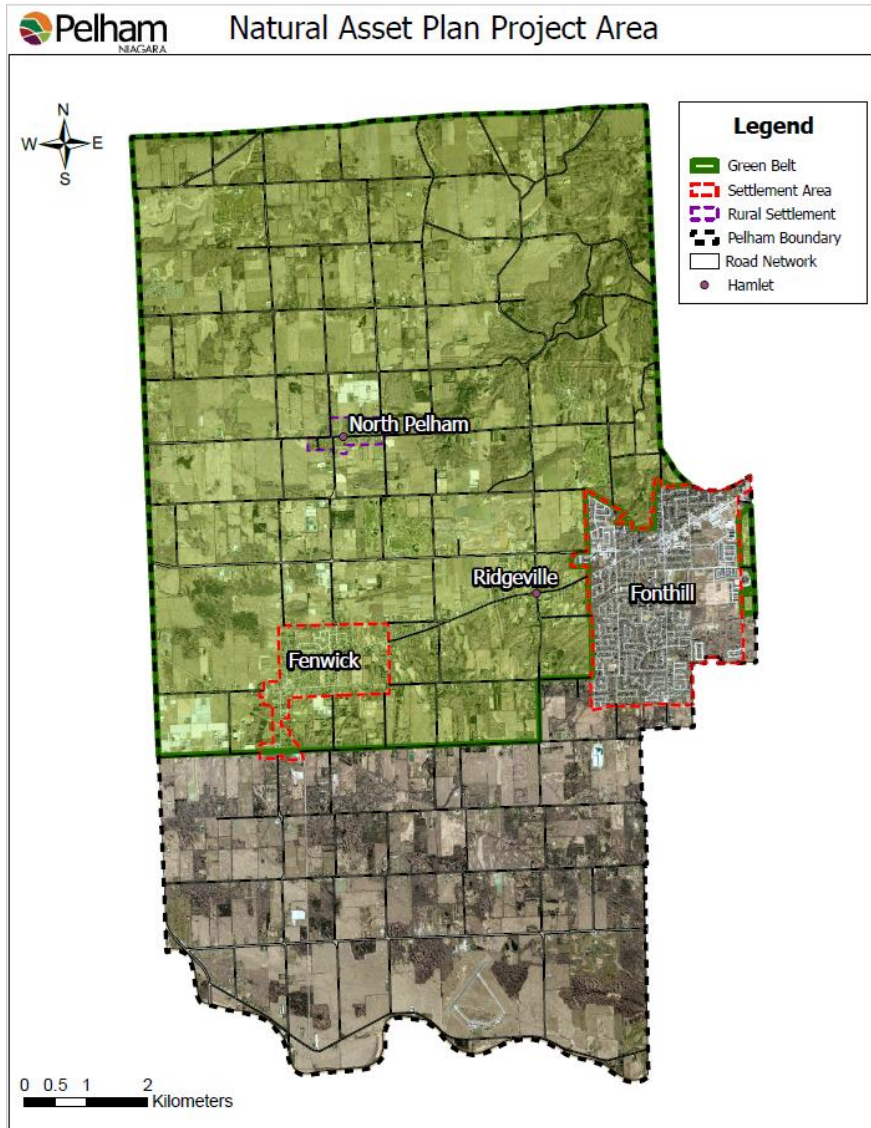 Pelham
NIAGARA
Natural Asset Plan Project Area
N
W E
S
Legend
Green Belt
Settlement Area
Rural Settlement
Pelham Boundary
Road Network
Hamlet
North Pelham
Ridgeville
Fonthill
Fenwick
0 0.5 1 2
Kilometers